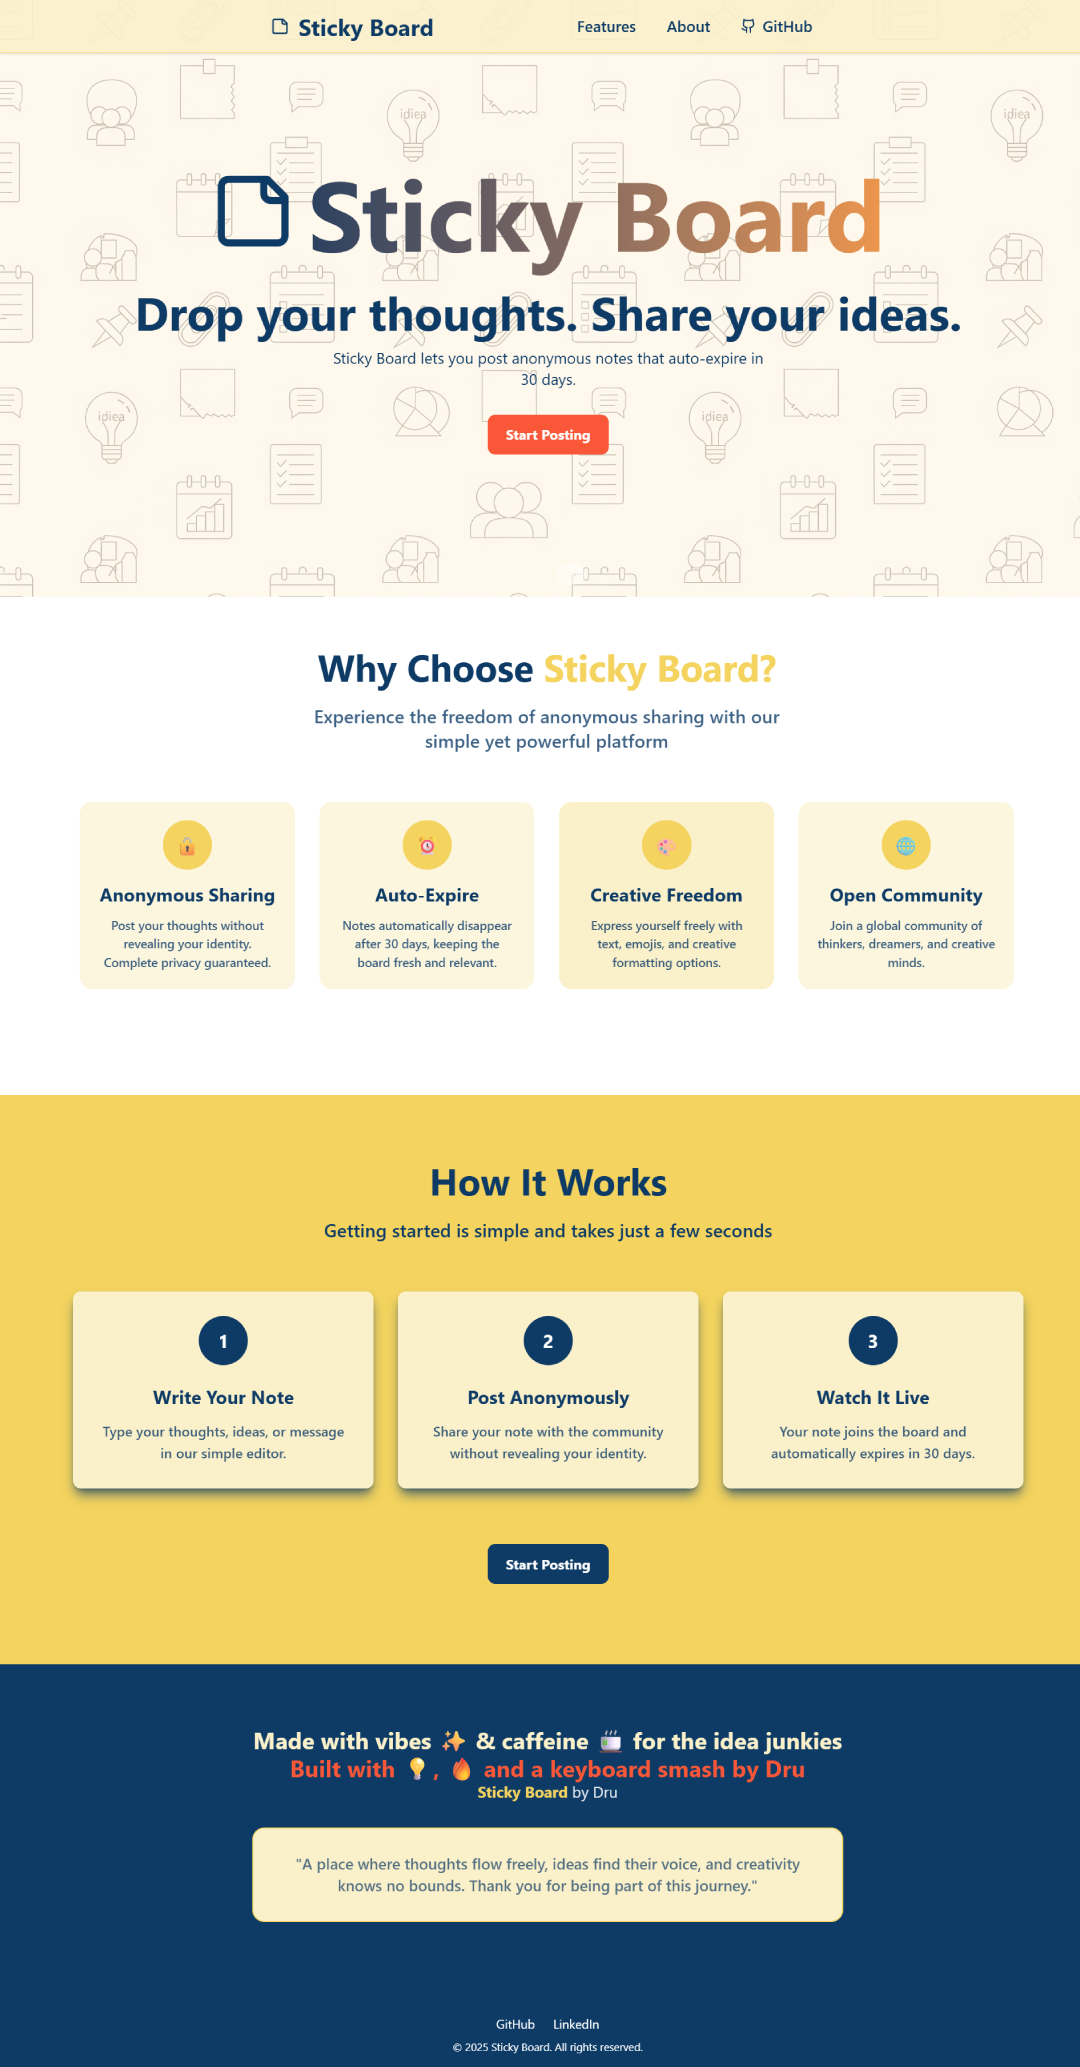 Sticky Board
Features
About
GitHub
idiea
idiea
Sticky Board
Drop your thoughts. Share your ideas.
Sticky Board lets you post anonymous notes that auto-expire in
30 days.
idiea
idiea
Start Posting
Why Choose Sticky Board?
Experience the freedom of anonymous sharing with our
simple yet powerful platform
Anonymous Sharing
Post your thoughts without
revealing your identity.
Complete privacy guaranteed.
Auto-Expire
Notes automatically disappear
after 30 days, keeping the
board fresh and relevant.
Creative Freedom
Express yourself freely with
text, emojis, and creative
formatting options.
Open Community
Join a global community of
thinkers, dreamers, and creative
minds.
How It Works
Getting started is simple and takes just a few seconds
1
Write Your Note
Type your thoughts, ideas, or message
in our simple editor.
2
Post Anonymously
Share your note with the community
without revealing your identity.
3
Watch It Live
Your note joins the board and
automatically expires in 30 days.
Start Posting
Made with vibes ✨ & caffeine ☕ for the idea junkies
Built with 💡, 🔥 and a keyboard smash by Dru
Sticky Board by Dru
"A place where thoughts flow freely, ideas find their voice, and creativity
knows no bounds. Thank you for being part of this journey."
GitHub
LinkedIn
© 2025 Sticky Board. All rights reserved.